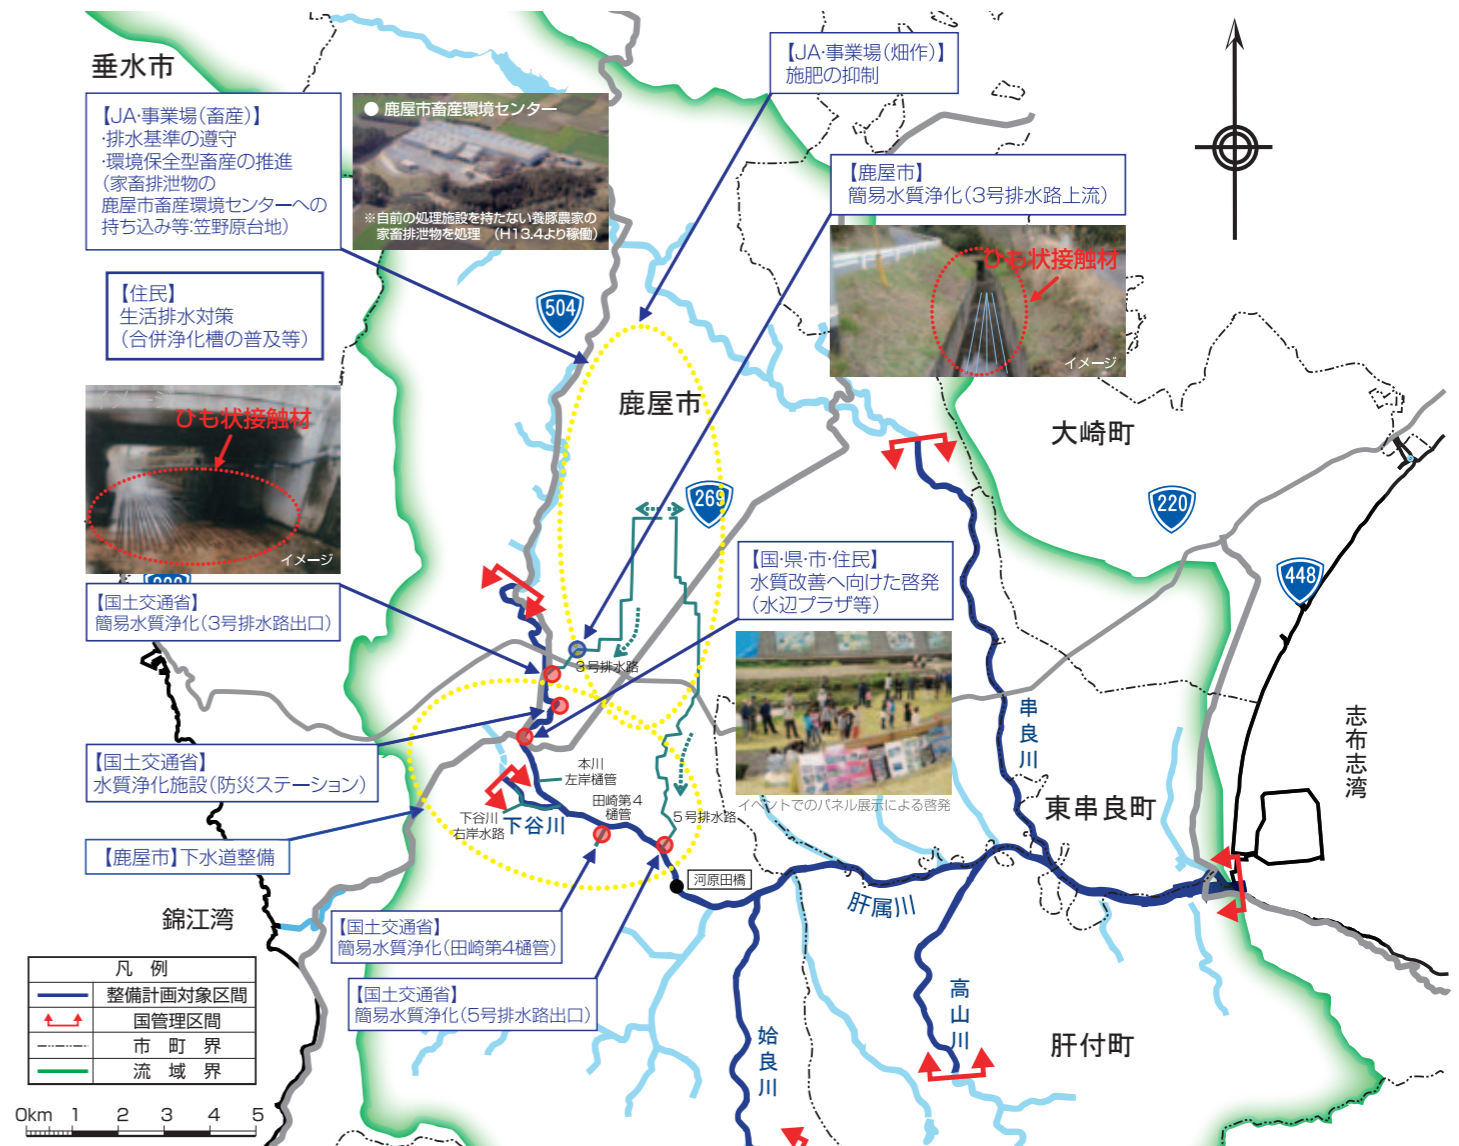 垂水市
【JA・事業場(畜産)】
・排水基準の遵守
・環境保全型畜産の推進
(家畜排泄物の
鹿屋市畜産環境センターへの
持ち込み等:笠野原台地)
● 鹿屋市畜産環境センター
※自前の処理施設を持たない養豚農家の
家畜排泄物を処理 (H13.4より稼働)
【JA・事業場(畑作)】
施肥の抑制
【鹿屋市】
簡易水質浄化(3号排水路上流)
ひも状接触材
イメージ
【住民】
生活排水対策
(合併浄化槽の普及等)
504
鹿屋市
大崎町
イメージ
ひも状接触材
イメージ
269
220
448
220
【国土交通省】
簡易水質浄化(3号排水路出口)
【国・県・市・住民】
水質改善へ向けた啓発
(水辺プラザ等)
3号排水路
イベントでのパネル展示による啓発
串良川
志布志湾
東串良町
【国土交通省】
水質浄化施設(防災ステーション)
本川
左岸樋管
田崎第4
樋管
下谷川
右岸水路
下谷川
5号排水路
【鹿屋市】下水道整備
河原田橋
肝属川
錦江湾
【国土交通省】
簡易水質浄化(田崎第4樋管)
【国土交通省】
簡易水質浄化(5号排水路出口)
姶良川
高山川
肝付町
凡 例
整備計画対象区間
国管理区間
市 町 界
流 域 界
0km 1 2 3 4 5